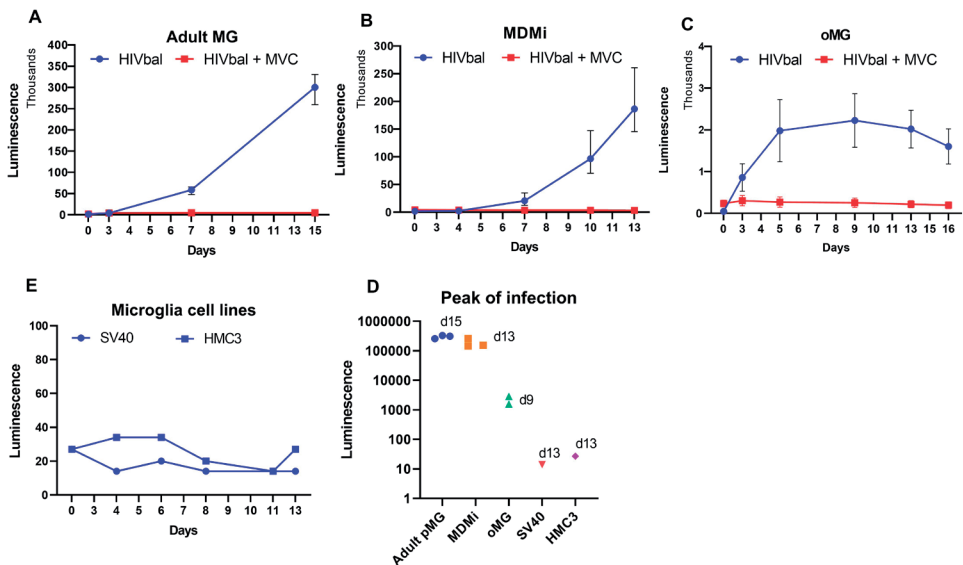 A
Adult MG
HIVbal
HIVbal + MVC
Luminescence
Thousands
400
350
300
250
200
150
100
50
0
0 3 4 5 6 7 8 9 10 11 12 13 14 15
Days
B
MDMi
HIVbal
HIVbal + MVC
Luminescence
Thousands
300
250
200
150
100
50
0
0 3 4 5 6 7 8 9 10 11 13
Days
C
oMG
HIVbal
HIVbal + MVC
Luminescence
Thousands
4
3
2
1
0
0 3 4 5 6 7 8 9 10 11 13 15 16
Days
E
Microglia cell lines
SV40
HMC3
Luminescence
100
80
60
40
20
0
0 3 4 5 6 7 8 9 10 11 13
Days
D
Peak of infection
Luminescence
1000000
100000
10000
1000
100
10
1
d15
d13
d9
d13
d13
Adult pMG
MDMi
oMG
SV40
HMC3